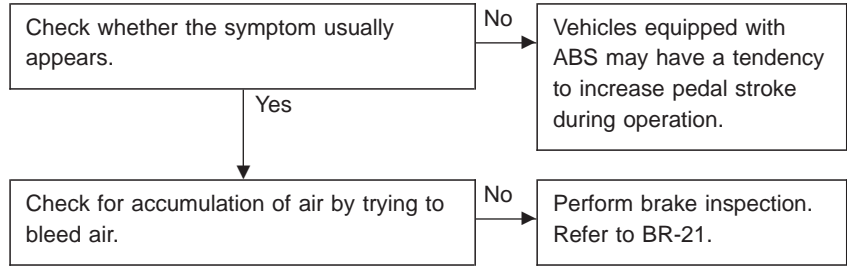 Check whether the symptom usually
appears.
No
Vehicles equipped with
ABS may have a tendency
to increase pedal stroke
during operation.
Yes
Check for accumulation of air by trying to
bleed air.
No
Perform brake inspection.
Refer to BR-21.